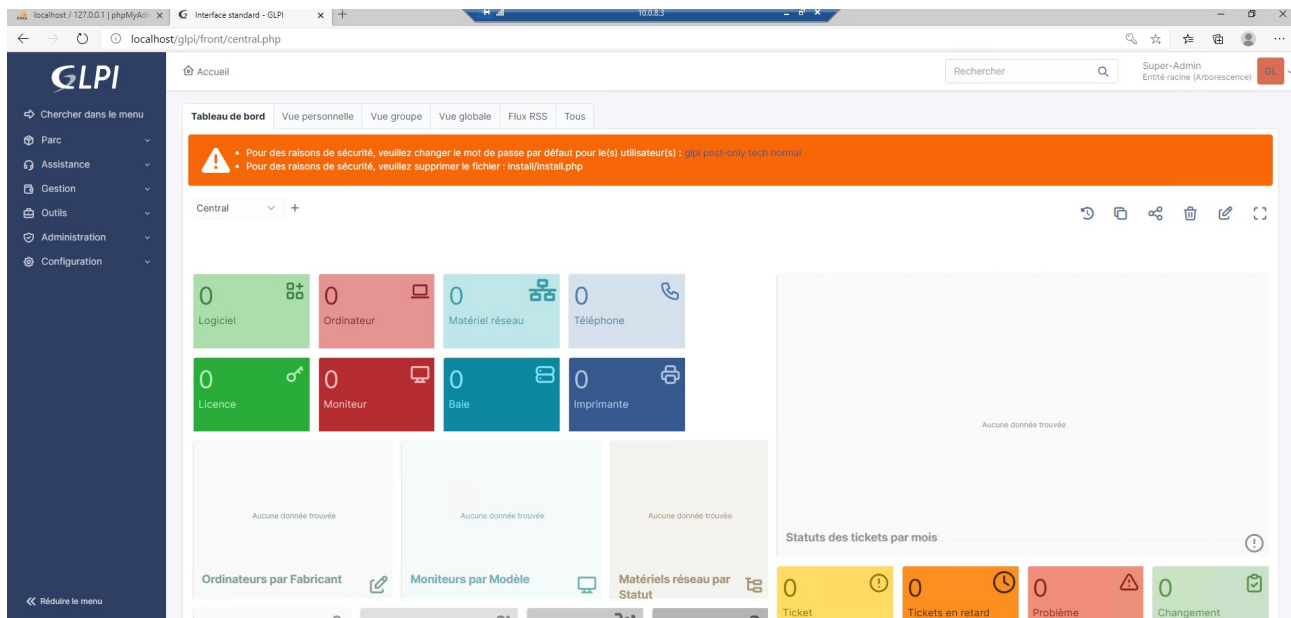 localhost / 127.0.0.1 | phpMyAdm
Interface standard - GLPI
10.0.8.3
localhost/glpi/front/central.php
GLPI
Accueil
Rechercher
Super-Admin
Entité racine (Arborescence)
GL
Chercher dans le menu
Parc
Assistance
Gestion
Outils
Administration
Configuration
Réduire le menu
Tableau de bord Vue personnelle Vue groupe Vue globale Flux RSS Tous
Pour des raisons de sécurité, veuillez changer le mot de passe par défaut pour le(s) utilisateur(s) : glpi post-only tech normal
Pour des raisons de sécurité, veuillez supprimer le fichier : install/install.php
Central
0
Logiciel
0
Ordinateur
0
Matériel réseau
0
Téléphone
0
Licence
0
Moniteur
0
Baie
0
Imprimante
Aucune donnée trouvée
Statuts des tickets par mois
Aucune donnée trouvée
Ordinateurs par Fabricant
Aucune donnée trouvée
Moniteurs par Modèle
Aucune donnée trouvée
Matériels réseau par
Statut
0
Ticket
0
Tickets en retard
0
Problème
0
Changement